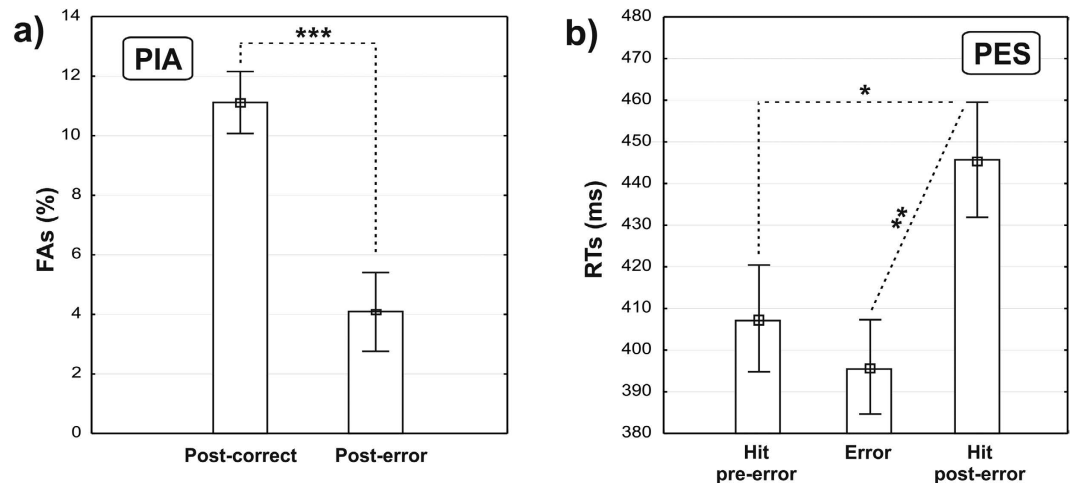 a)
PIA
***
14
12
10
8
6
4
2
0
FAs (%)
Post-correct
Post-error
b)
PES
*
**
480
470
460
450
440
430
420
410
400
390
380
RTs (ms)
Hit
pre-error
Error
Hit
post-error